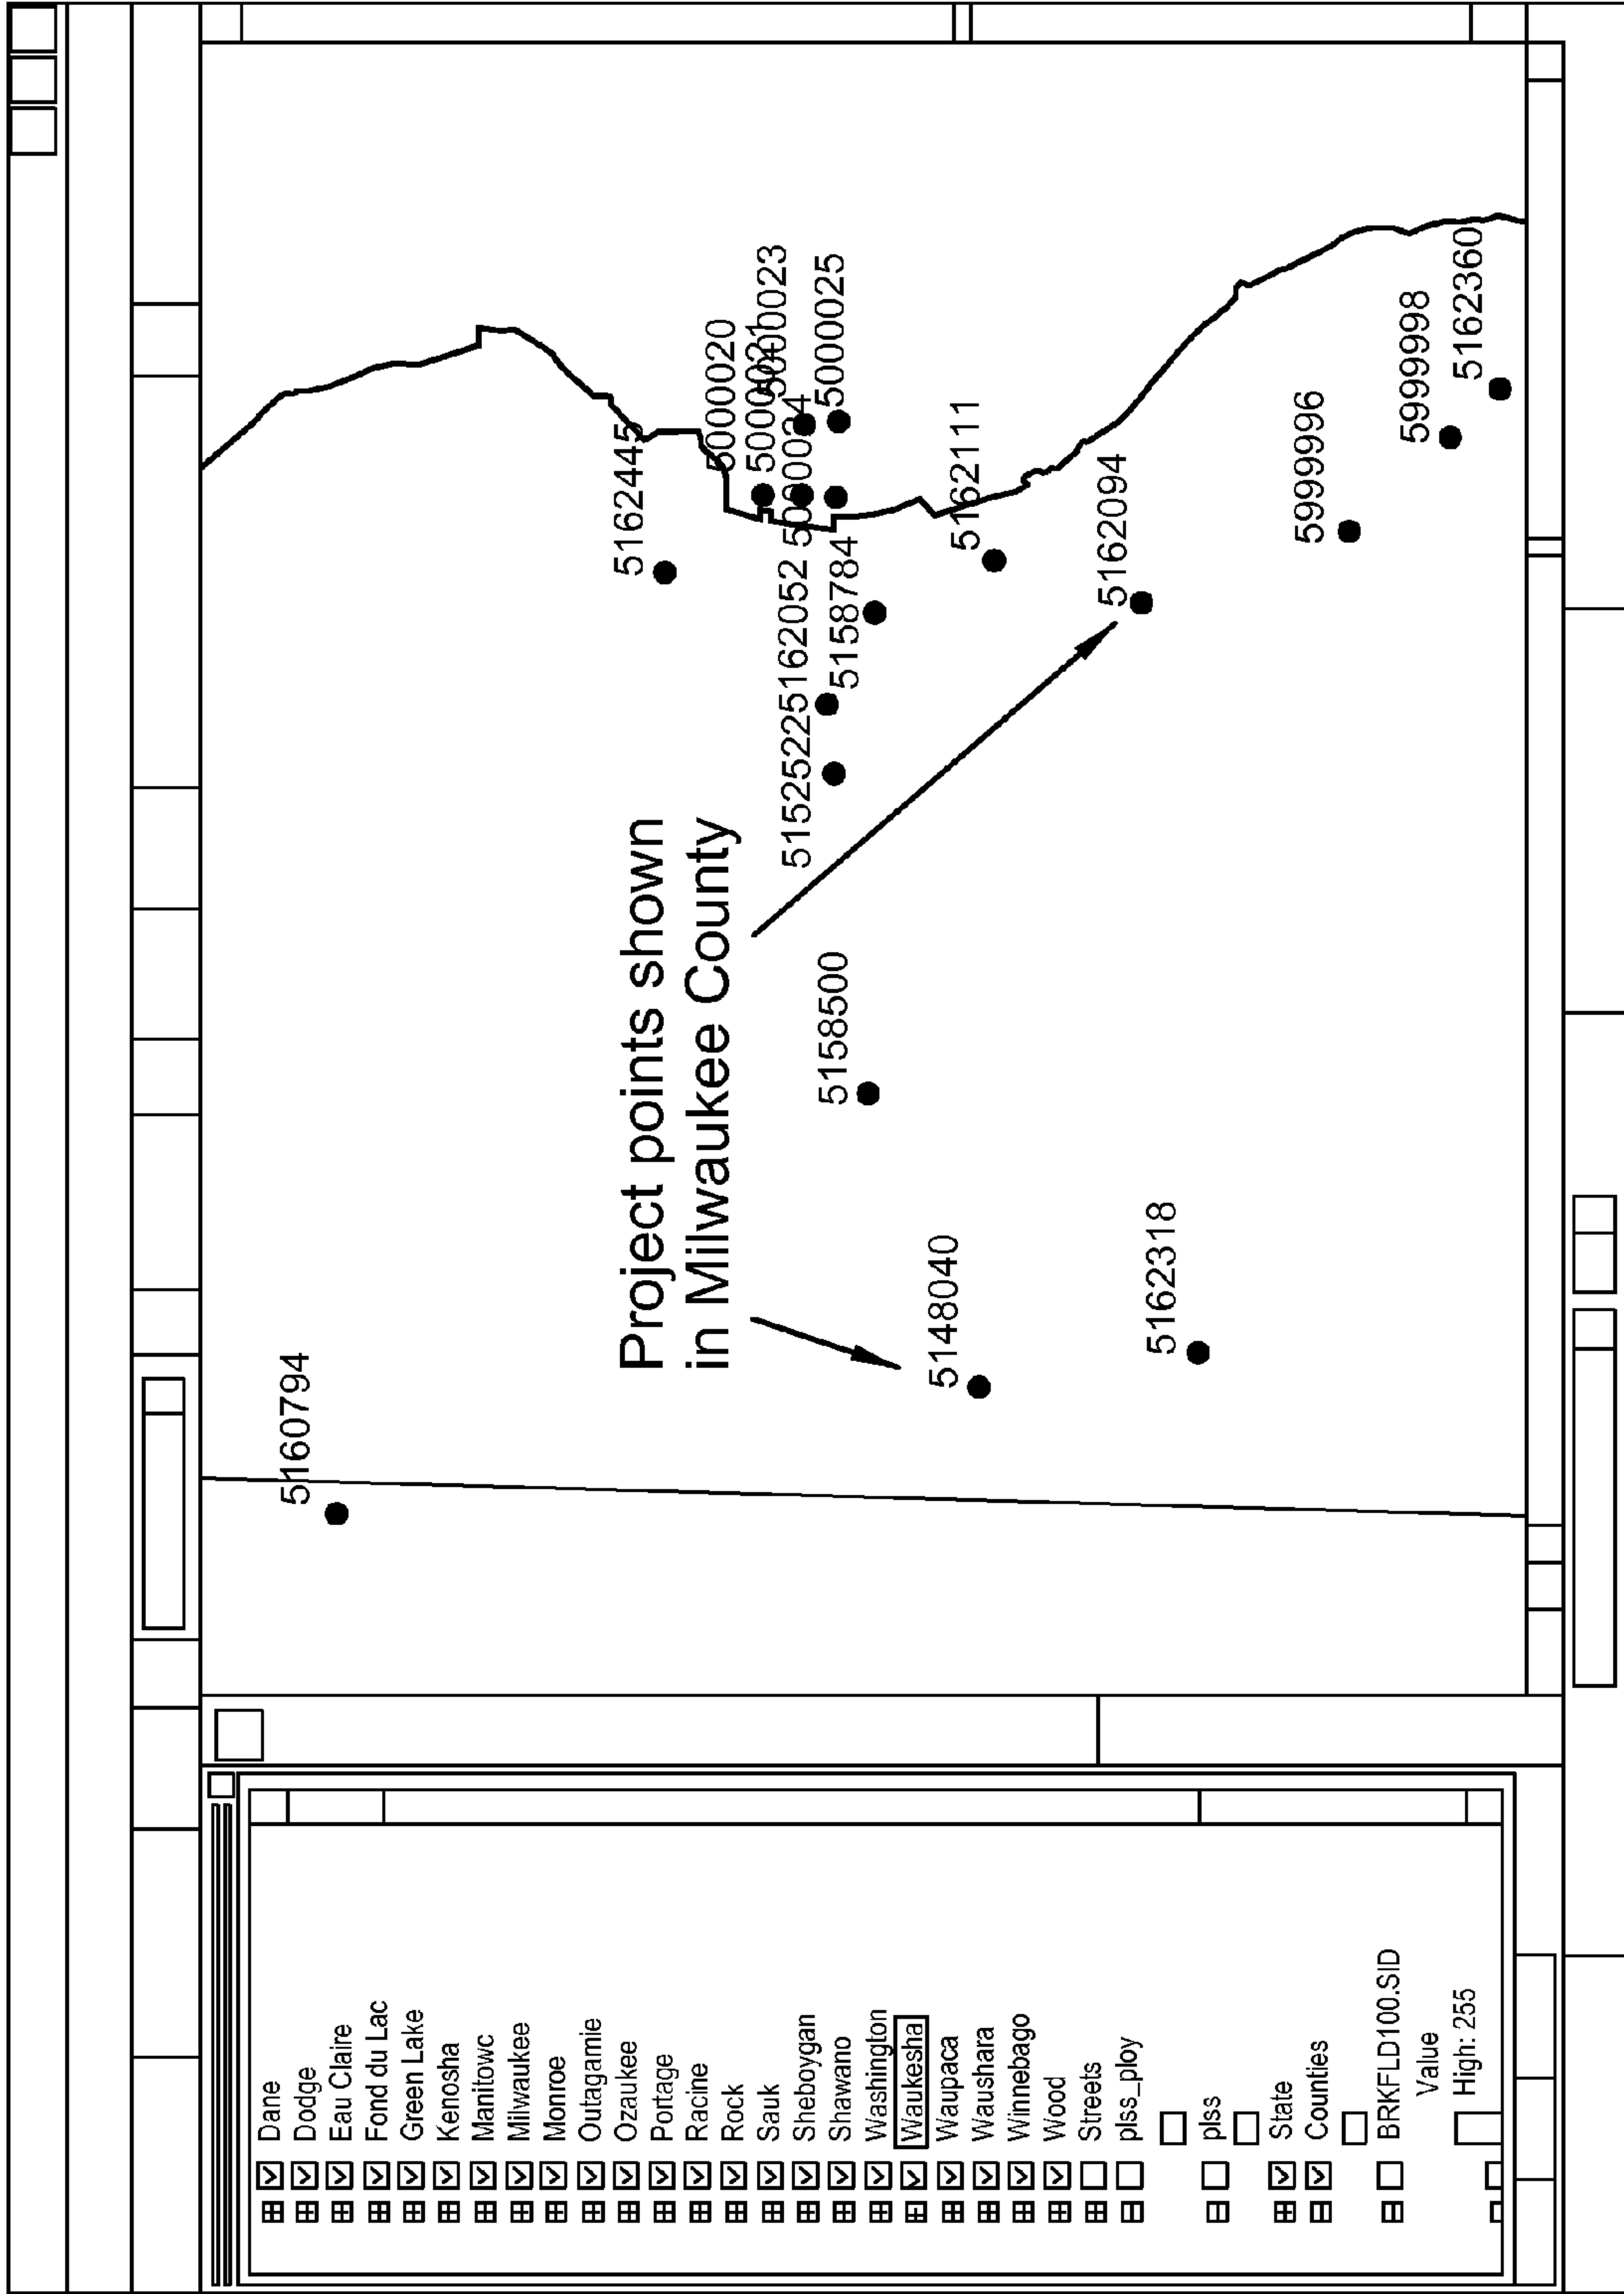 Dane
Dodge
Eau Claire
Fond du Lac
Green Lake
Kenosha
Manitowc
Milwaukee
Monroe
Outagamie
Ozaukee
Portage
Racine
Rock
Sauk
Sheboygan
Shawano
Washington
Waukesha
Waupaca
Waushara
Winnebago
Wood
Streets
plss_ploy
plss
State
Counties
BRKFLD100.SID
Value
High: 255
5160794
Project points shown
in Milwaukee County
5162445
5000020
5000021
5000023
5000024
5000025
5152522
5162052
5158784
5158500
5148040
5162111
5162094
5162318
5999996
5999998
5162360